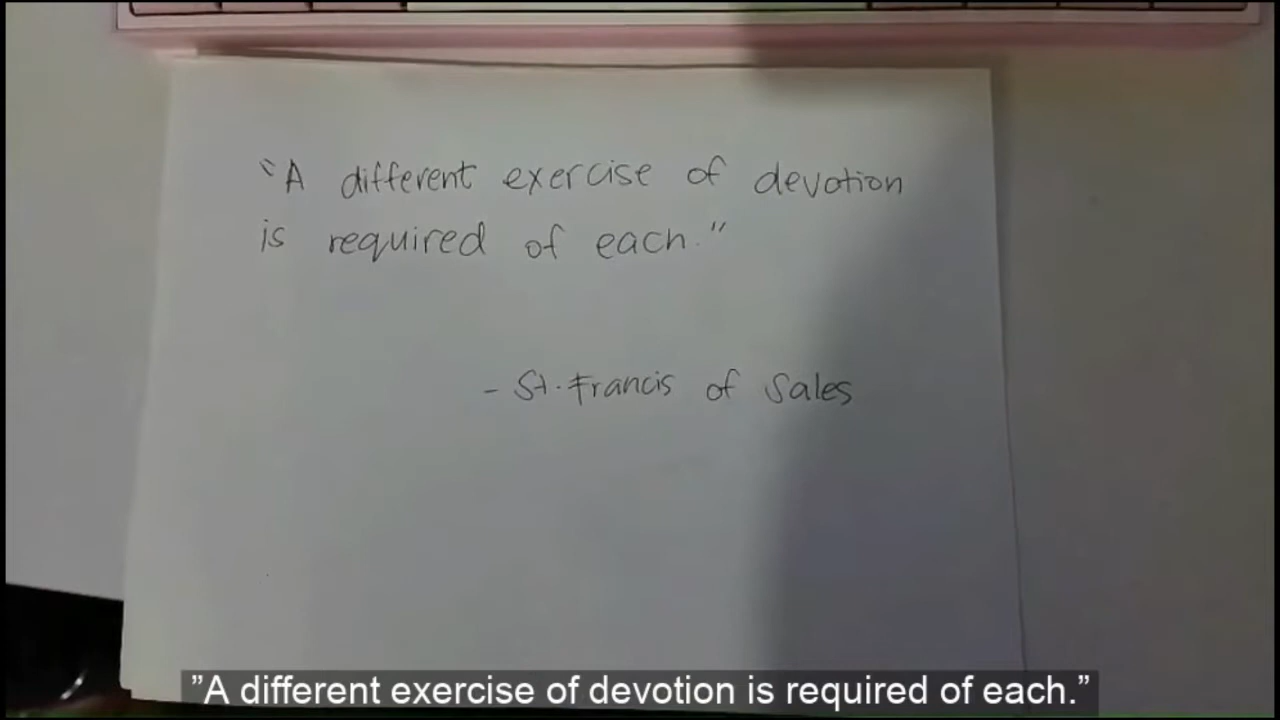 “A different exercise of devotion
is required of each.”
- St. Francis of Sales
”A different exercise of devotion is required of each.”